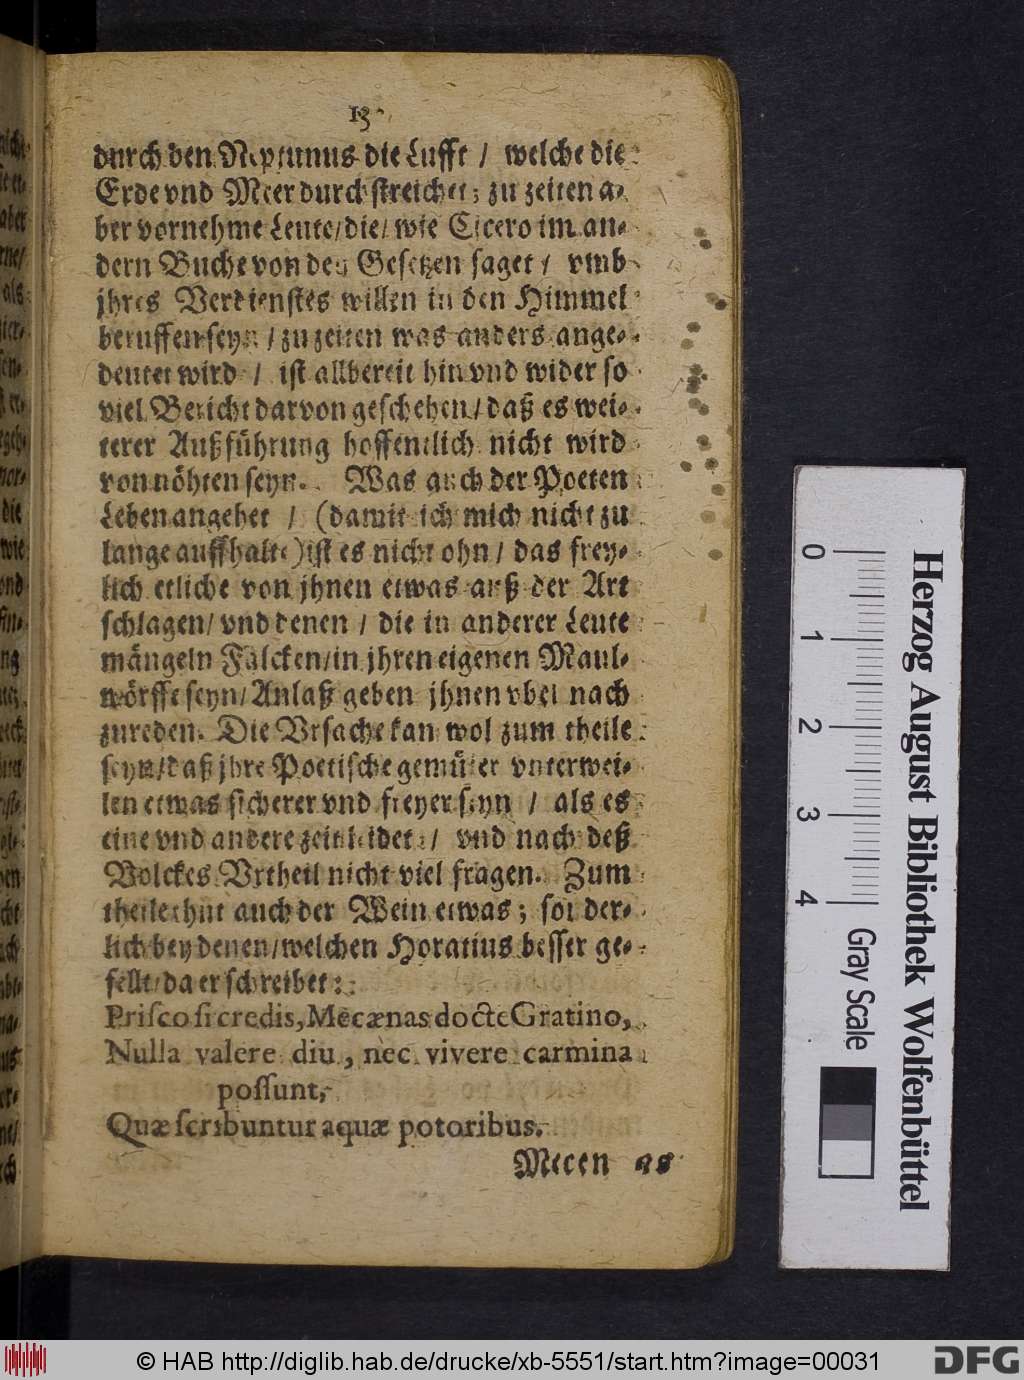 13.
durch den Neptunus die Lufft / welche die
Erde vnd Meer durchstreichet; zu zeiten a-
ber vornehme Leute/die/wie Cicero im an-
dern Buche von den Gesetzen saget / vmb
jhres Verdienstes willen in den Himmel
beruffen seyn / zu zeiten was anders ange-
deutet wird / ist allbereit hin vnd wider so
viel Bericht darvon geschehen / daß es wei-
terer Außführung hoffentlich nicht wird
von nöhten seyn. Was auch der Poeten
Leben angehet / (damit ich mich nicht zu
lange auffhalte) ist es nicht ohn / das frey-
lich etliche von jhnen etwas auß der Art
schlagen/ vnd denen / die in anderer Leute
mängeln Falcken/in jhren eigenen Maul-
wörffe seyn/Anlaß geben jhnen vbel nach
zureden. Die Vrsache kan wol zum theile
seyn/daß jhre Poetische gemüter vnterwei-
len etwas sicherer vnd freyer seyn / als es
eine vnd andere zeit leidet / vnd nach deß
Volckes Vrtheil nicht viel fragen. Zum
theile thut auch der Wein etwas; sonder-
lich bey denen/welchen Horatius besser ge-
fellt/da er schreibet:
Priſco ſi credis, Mecænas docte Gratino,
Nulla valere diu, nec vivere carmina
poſſunt,
Quæ ſcribuntur aquæ potoribus.
Mecen as
Herzog August Bibliothek Wolfenbüttel
0 1 2 3 4
Gray Scale
© HAB http://diglib.hab.de/drucke/xb-5551/start.htm?image=00031
DFG